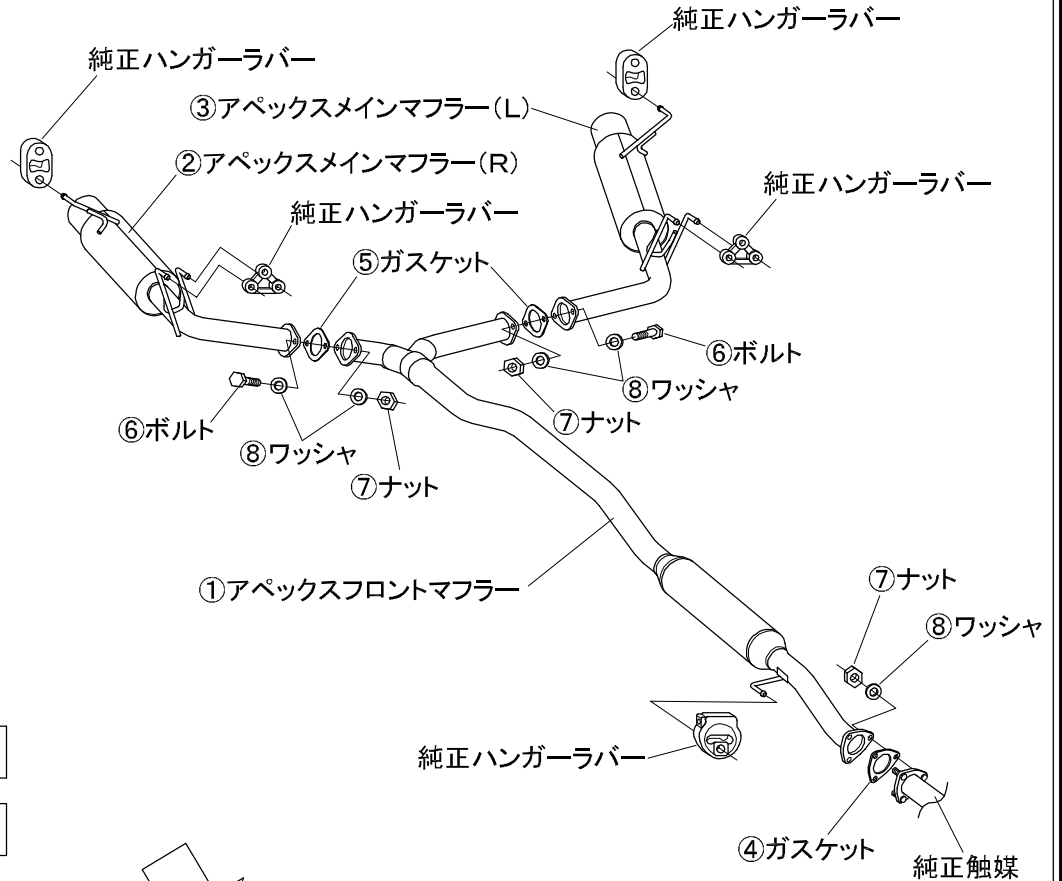 純正ハンガーラバー
純正ハンガーラバー
③アペックスメインマフラー(L)
②アペックスメインマフラー(R)
純正ハンガーラバー
純正ハンガーラバー
⑤ガスケット
⑥ボルト
⑧ワッシャ
⑦ナット
⑥ボルト
⑧ワッシャ
⑦ナット
①アペックスフロントマフラー
⑦ナット
⑧ワッシャ
純正ハンガーラバー
④ガスケット
純正触媒